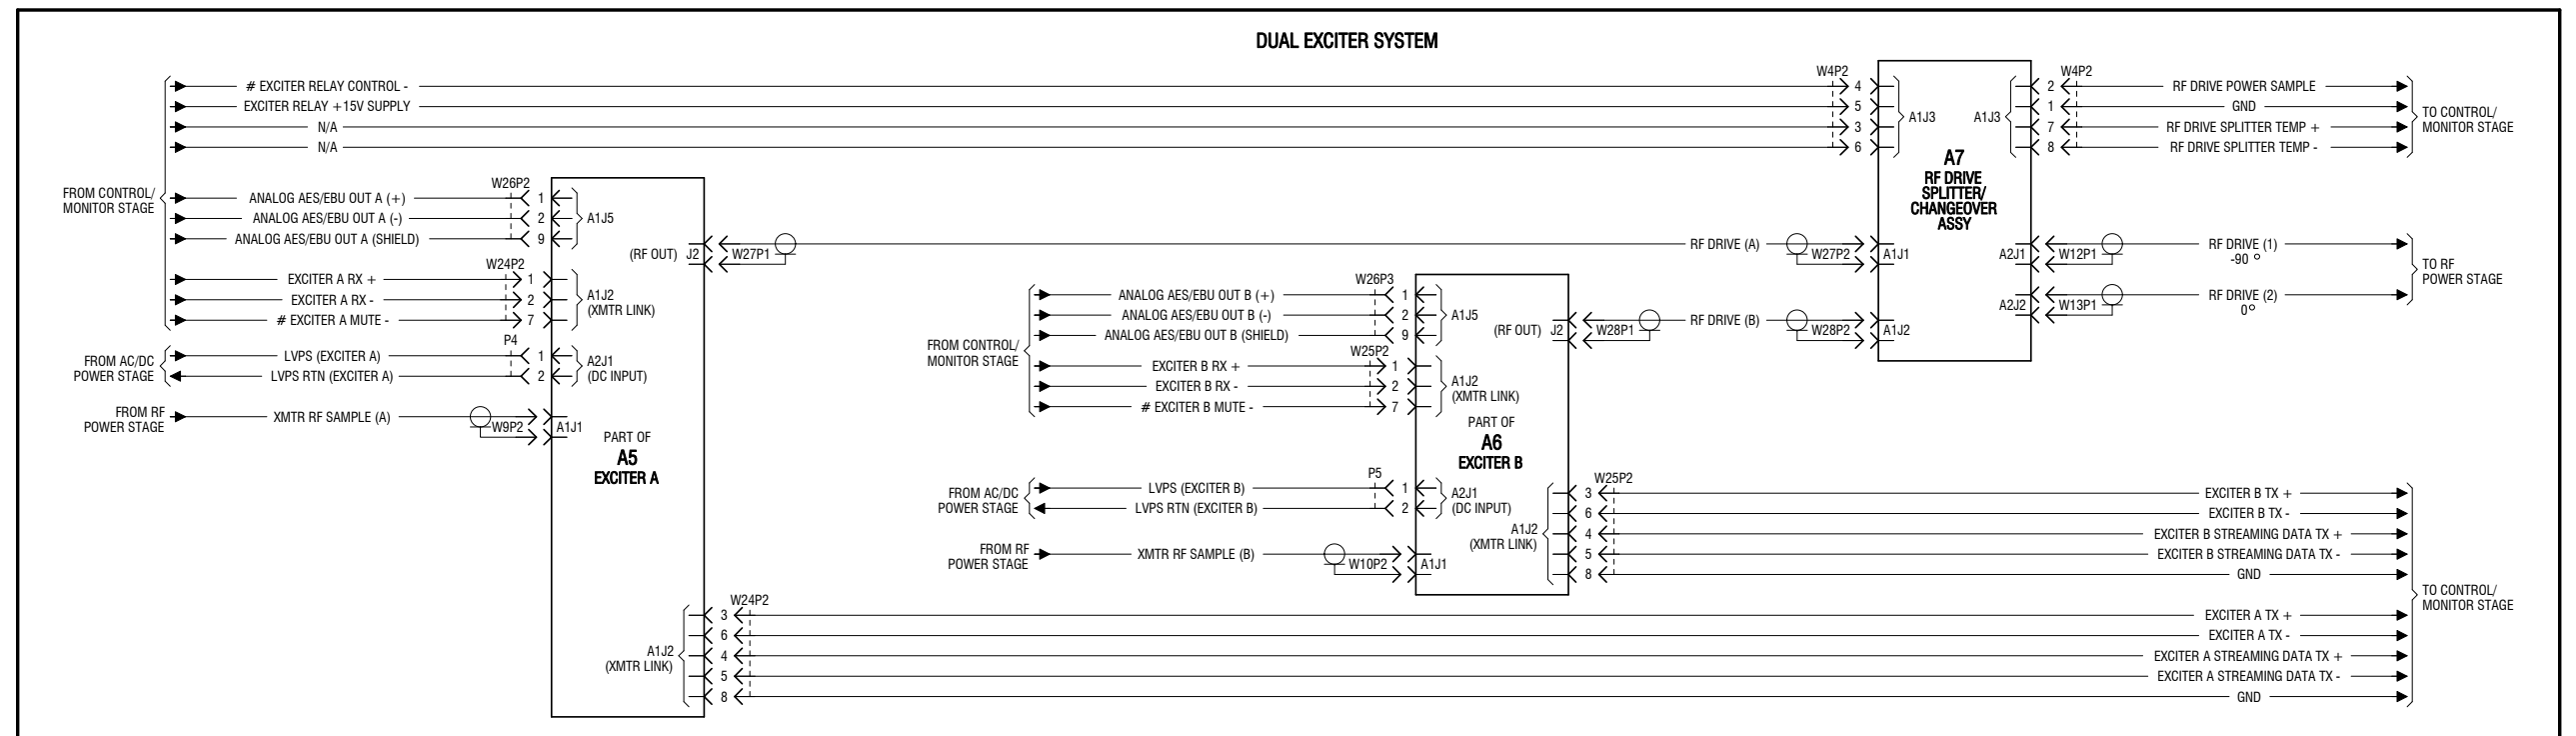 DUAL EXCITER SYSTEM
FROM CONTROL/
MONITOR STAGE
# EXCITER RELAY CONTROL -
EXCITER RELAY +15V SUPPLY
N/A
N/A
W4P2
4
5
3
6
A1J3
A7
RF DRIVE
SPLITTER/
CHANGEOVER
ASSY
A1J3
W4P2
2
1
7
8
RF DRIVE POWER SAMPLE
GND
RF DRIVE SPLITTER TEMP +
RF DRIVE SPLITTER TEMP -
TO CONTROL/
MONITOR STAGE
ANALOG AES/EBU OUT A (+)
ANALOG AES/EBU OUT A (-)
ANALOG AES/EBU OUT A (SHIELD)
W26P2
1
2
9
A1J5
EXCITER A RX +
EXCITER A RX -
# EXCITER A MUTE -
W24P2
1
2
7
A1J2
(XMTR LINK)
FROM AC/DC
POWER STAGE
LVPS (EXCITER A)
LVPS RTN (EXCITER A)
P4
1
2
A2J1
(DC INPUT)
FROM RF
POWER STAGE
XMTR RF SAMPLE (A)
W9P2
A1J1
PART OF
A5
EXCITER A
(RF OUT) J2
W27P1
RF DRIVE (A)
W27P2
A1J1
A2J1
W12P1
RF DRIVE (1)
-90 °
A2J2
W13P1
RF DRIVE (2)
0°
TO RF
POWER STAGE
FROM CONTROL/
MONITOR STAGE
ANALOG AES/EBU OUT B (+)
ANALOG AES/EBU OUT B (-)
ANALOG AES/EBU OUT B (SHIELD)
W26P3
1
2
9
A1J5
EXCITER B RX +
EXCITER B RX -
# EXCITER B MUTE -
W25P2
1
2
7
A1J2
(XMTR LINK)
(RF OUT) J2
W28P1
RF DRIVE (B)
W28P2
A1J2
PART OF
A6
EXCITER B
FROM AC/DC
POWER STAGE
LVPS (EXCITER B)
LVPS RTN (EXCITER B)
P5
1
2
A2J1
(DC INPUT)
FROM RF
POWER STAGE
XMTR RF SAMPLE (B)
W10P2
A1J1
A1J2
(XMTR LINK)
W25P2
3
6
4
5
8
EXCITER B TX +
EXCITER B TX -
EXCITER B STREAMING DATA TX +
EXCITER B STREAMING DATA TX -
GND
A1J2
(XMTR LINK)
W24P2
3
6
4
5
8
EXCITER A TX +
EXCITER A TX -
EXCITER A STREAMING DATA TX +
EXCITER A STREAMING DATA TX -
GND
TO CONTROL/
MONITOR STAGE